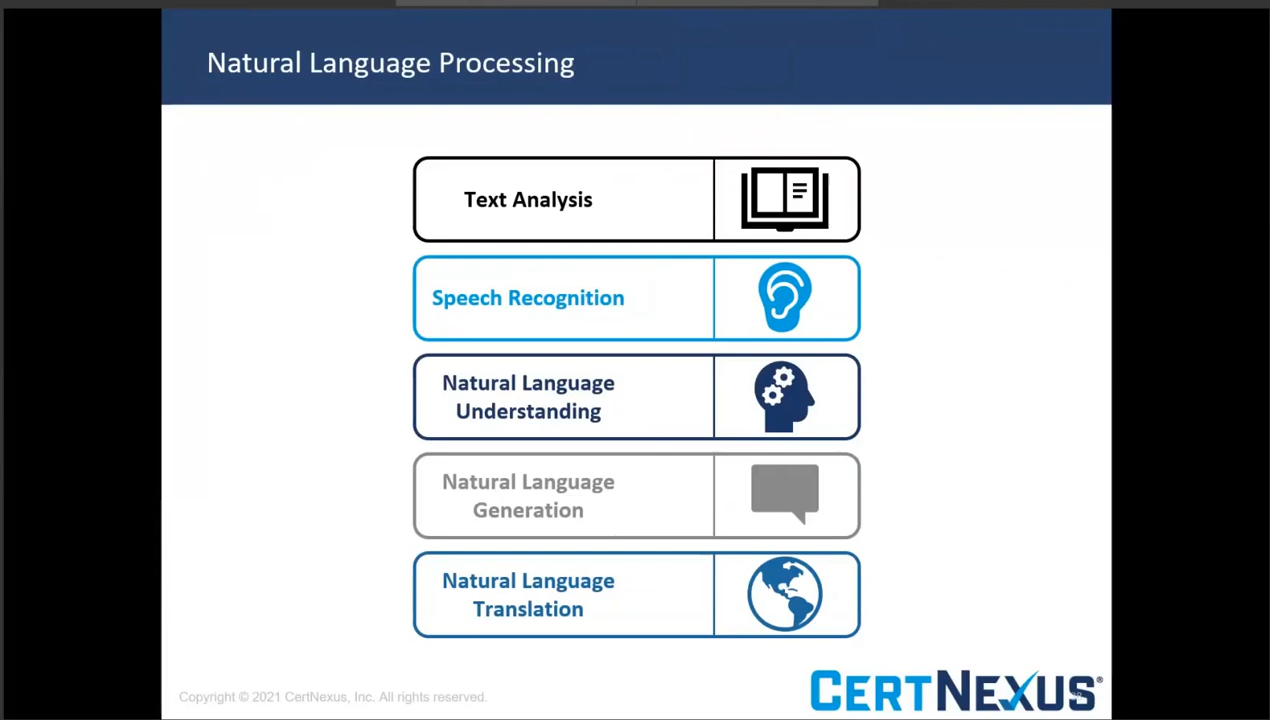 Natural Language Processing
Text Analysis
Speech Recognition
Natural Language
Understanding
Natural Language
Generation
Natural Language
Translation
Copyright © 2021 CertNexus, Inc. All rights reserved.
CERTNEXUS®